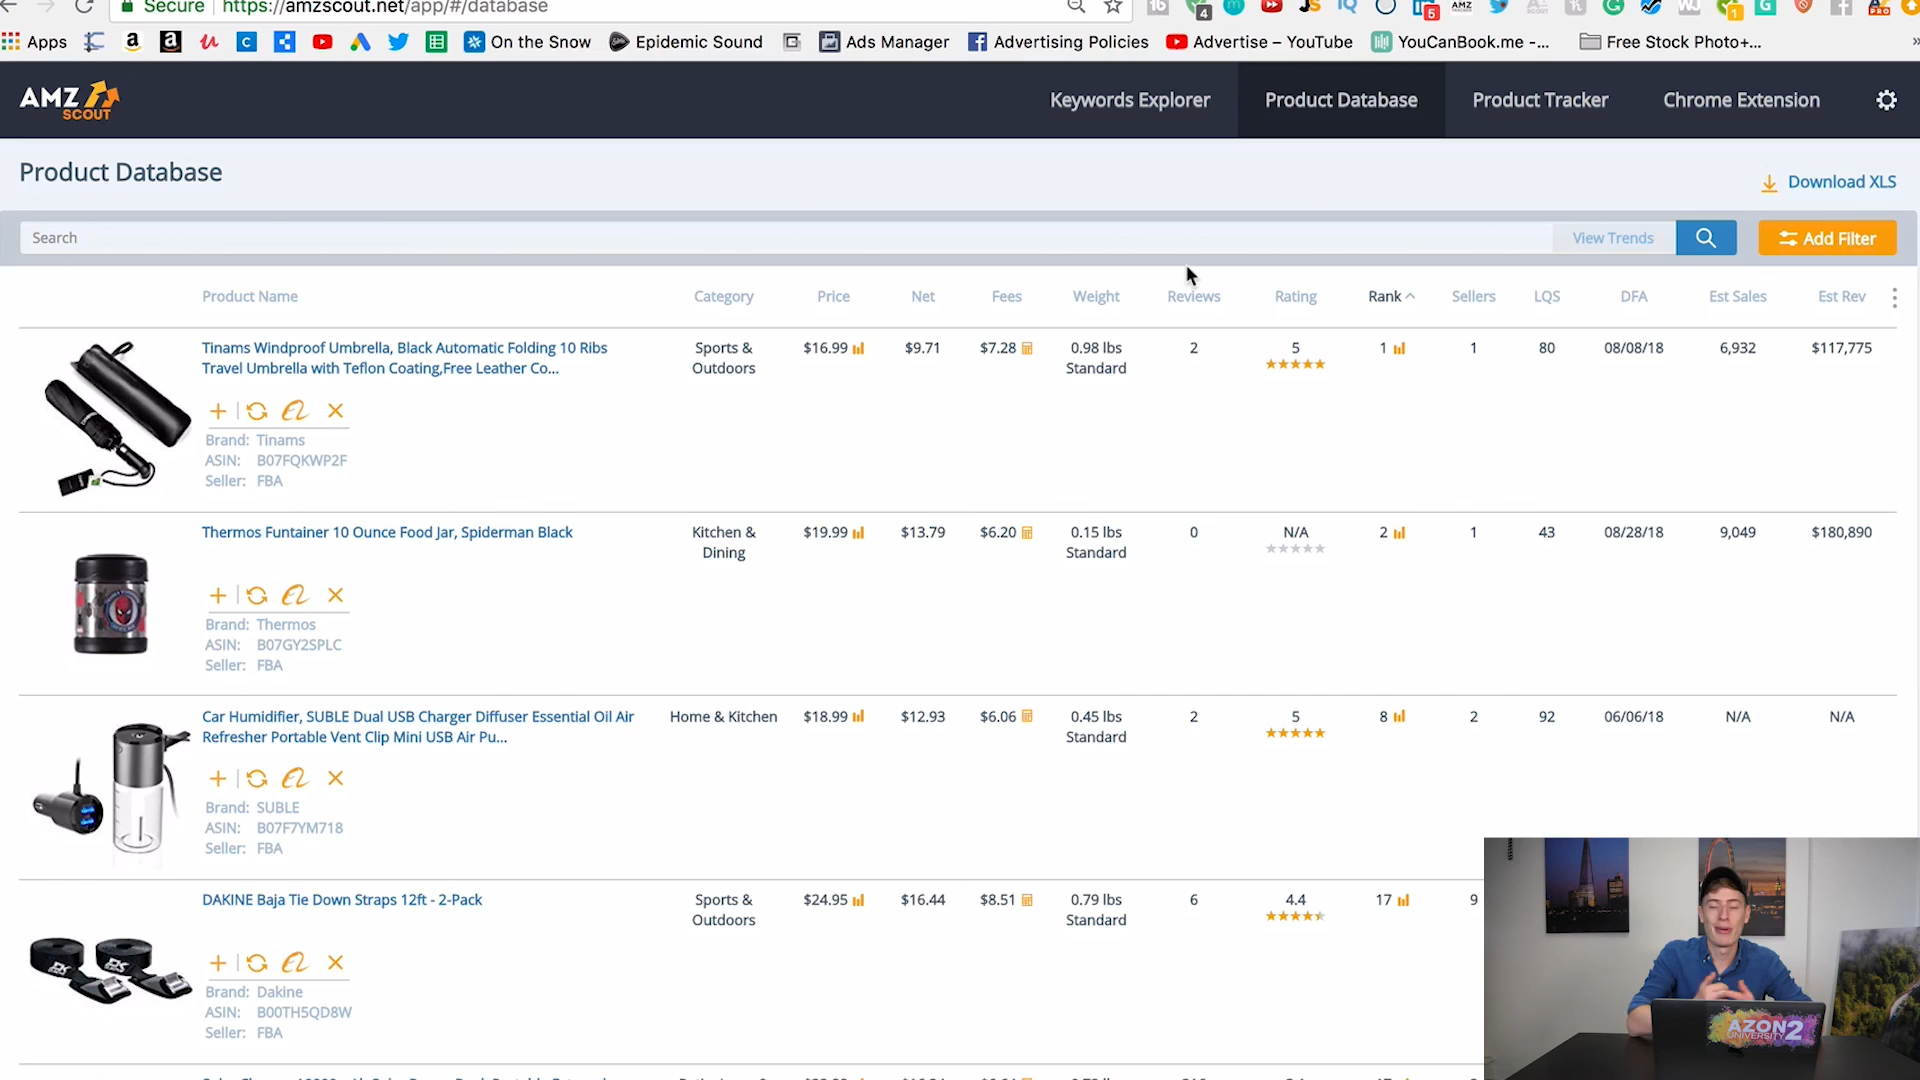 Secure https://amzscout.net/app/#/database
Apps On the Snow Epidemic Sound Ads Manager Advertising Policies Advertise – YouTube YouCanBook.me -... Free Stock Photo+...
AMZ SCOUT
Keywords Explorer Product Database Product Tracker Chrome Extension
Product Database
Download XLS
Search View Trends Add Filter
Product Name Category Price Net Fees Weight Reviews Rating Rank Sellers LQS DFA Est Sales Est Rev
Tinams Windproof Umbrella, Black Automatic Folding 10 Ribs Sports & $16.99 $9.71 $7.28 0.98 lbs 2 5 1 1 80 08/08/18 6,932 $117,775
Travel Umbrella with Teflon Coating,Free Leather Co... Outdoors Standard
Brand: Tinams
ASIN: B07FQKWP2F
Seller: FBA
Thermos Funtainer 10 Ounce Food Jar, Spiderman Black Kitchen & $19.99 $13.79 $6.20 0.15 lbs 0 N/A 2 1 43 08/28/18 9,049 $180,890
Dining Standard
Brand: Thermos
ASIN: B07GY2SPLC
Seller: FBA
Car Humidifier, SUBLE Dual USB Charger Diffuser Essential Oil Air Home & Kitchen $18.99 $12.93 $6.06 0.45 lbs 2 5 8 2 92 06/06/18 N/A N/A
Refresher Portable Vent Clip Mini USB Air Pu... Standard
Brand: SUBLE
ASIN: B07F7YM718
Seller: FBA
DAKINE Baja Tie Down Straps 12ft - 2-Pack Sports & $24.95 $16.44 $8.51 0.79 lbs 6 4.4 17 9
Outdoors Standard
Brand: Dakine
ASIN: B00TH5QD8W
Seller: FBA
AZON2
UNIVERSITY